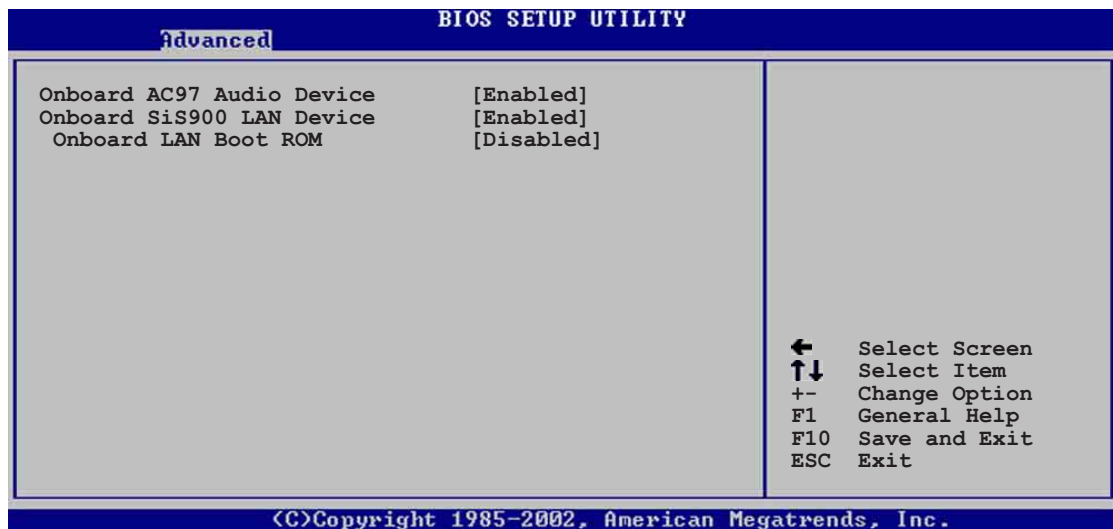 BIOS SETUP UTILITY
Advanced
Onboard AC97 Audio Device [Enabled]
Onboard SiS900 LAN Device [Enabled]
Onboard LAN Boot ROM [Disabled]
← Select Screen
↑↓ Select Item
+- Change Option
F1 General Help
F10 Save and Exit
ESC Exit
(C)Copyright 1985-2002, American Megatrends, Inc.